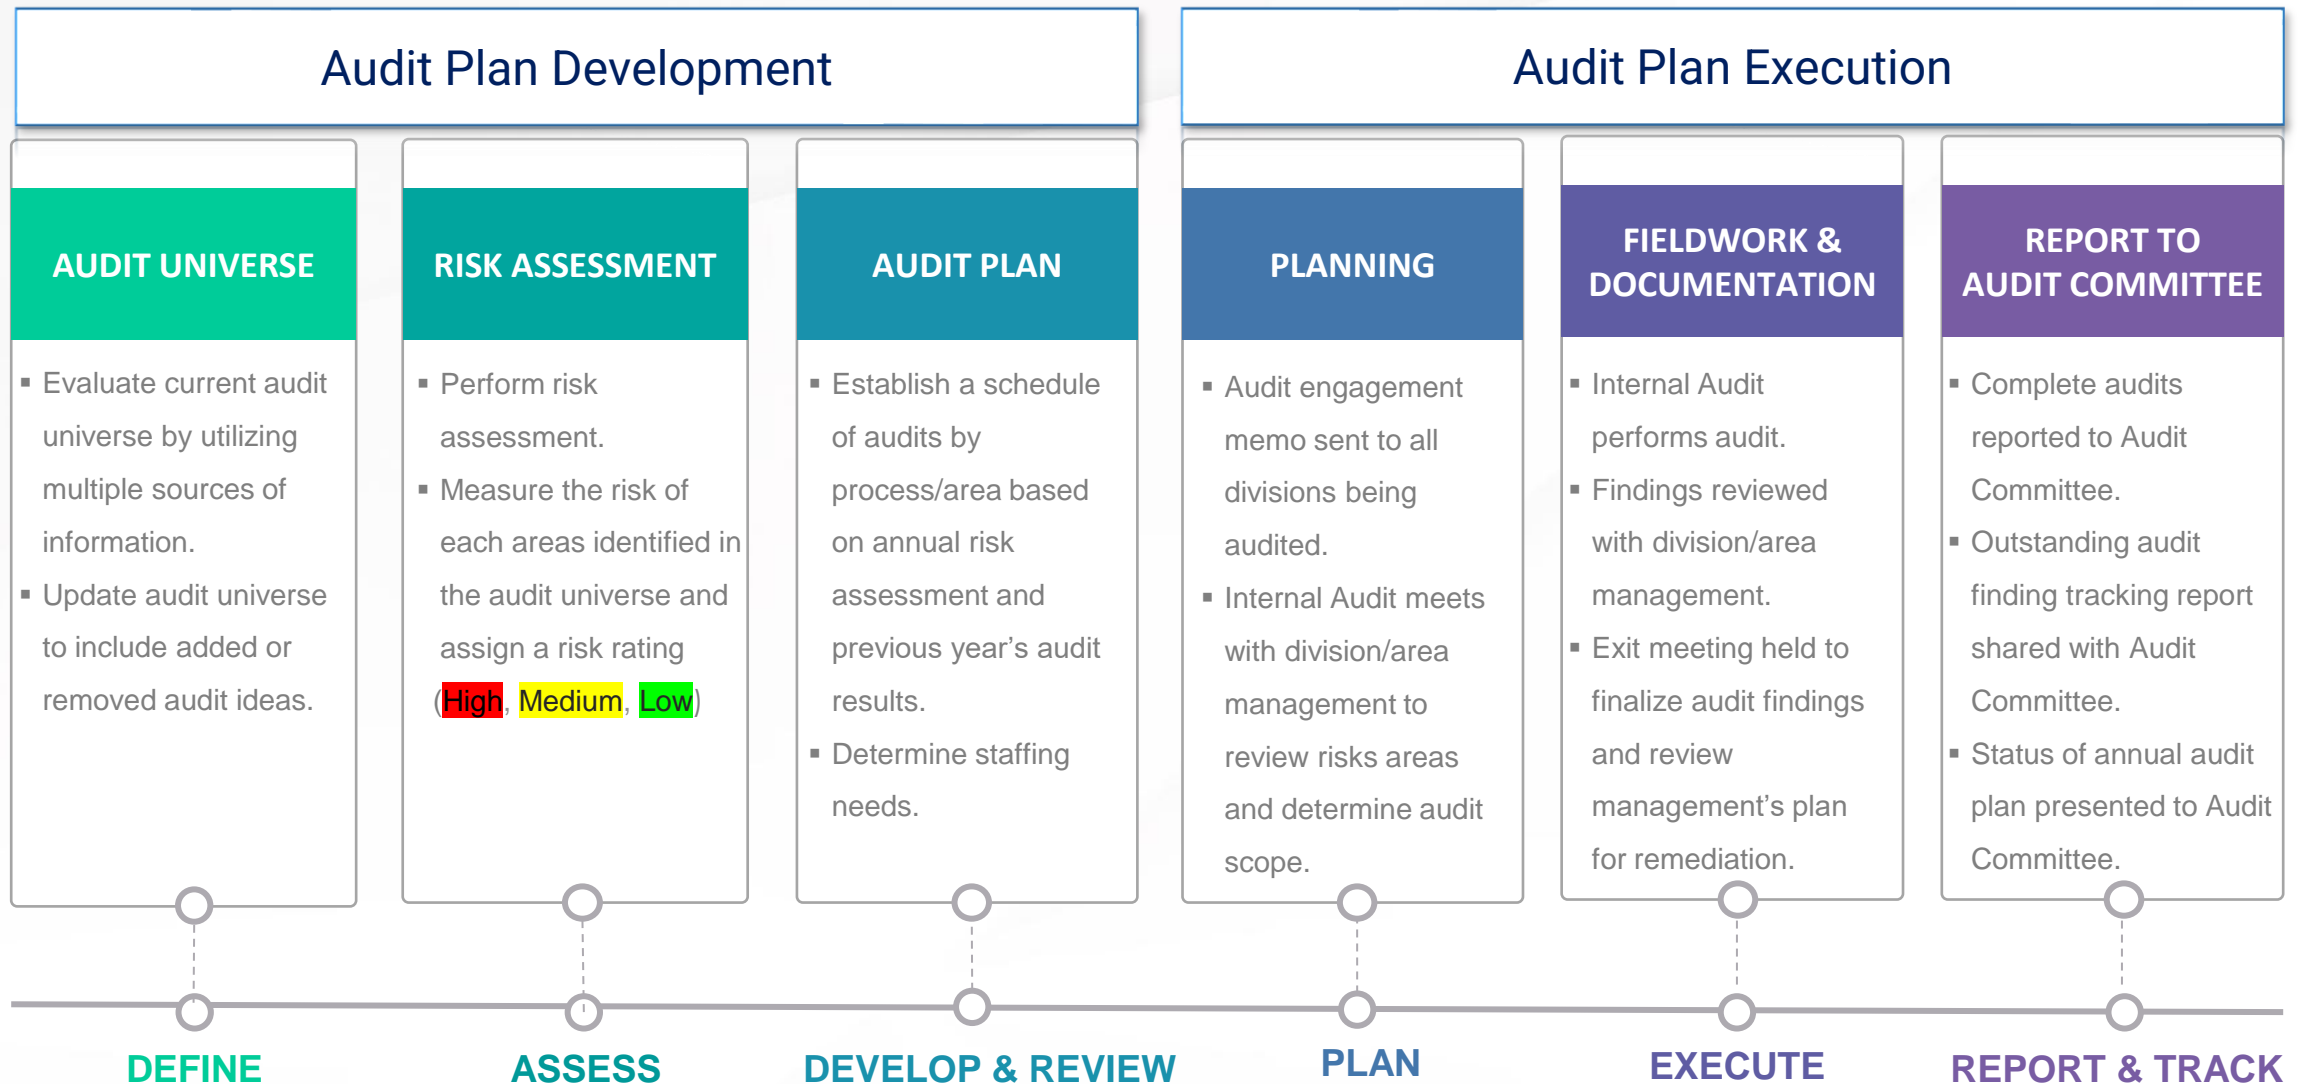 Audit Plan Development
Audit Plan Execution
AUDIT UNIVERSE
▪ Evaluate current audit
universe by utilizing
multiple sources of
information.
▪ Update audit universe
to include added or
removed audit ideas.
DEFINE
RISK ASSESSMENT
▪ Perform risk
assessment.
▪ Measure the risk of
each areas identified in
the audit universe and
assign a risk rating
(High, Medium, Low)
ASSESS
AUDIT PLAN
▪ Establish a schedule
of audits by
process/area based
on annual risk
assessment and
previous year’s audit
results.
▪ Determine staffing
needs.
DEVELOP & REVIEW
PLANNING
▪ Audit engagement
memo sent to all
divisions being
audited.
▪ Internal Audit meets
with division/area
management to
review risks areas
and determine audit
scope.
PLAN
FIELDWORK &
DOCUMENTATION
▪ Internal Audit
performs audit.
▪ Findings reviewed
with division/area
management.
▪ Exit meeting held to
finalize audit findings
and review
management’s plan
for remediation.
EXECUTE
REPORT TO
AUDIT COMMITTEE
▪ Complete audits
reported to Audit
Committee.
▪ Outstanding audit
finding tracking report
shared with Audit
Committee.
▪ Status of annual audit
plan presented to Audit
Committee.
REPORT & TRACK